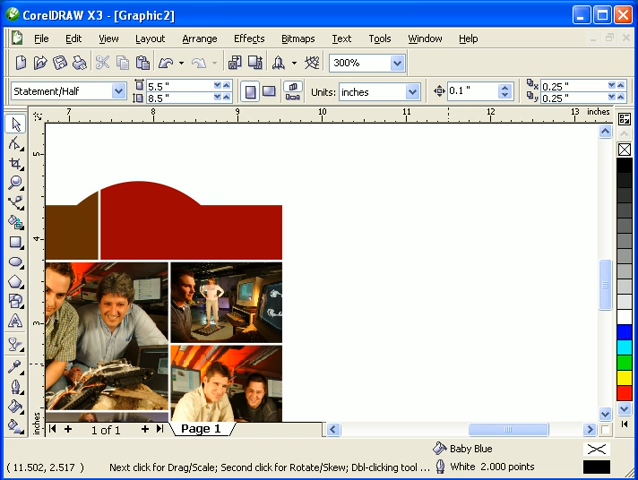 CorelDRAW X3 - [Graphic2]
File Edit View Layout Arrange Effects Bitmaps Text Tools Window Help
300%
Statement/Half 5.5 " 8.5 " Units: inches 0.1 " x 0.25 " y 0.25 "
7 8 9 10 11 12 13 inches
5
4
3
inches
1 of 1 Page 1
Baby Blue
( 11.502, 2.517 ) Next click for Drag/Scale; Second click for Rotate/Skew; Dbl-clicking tool ... White 2.000 points